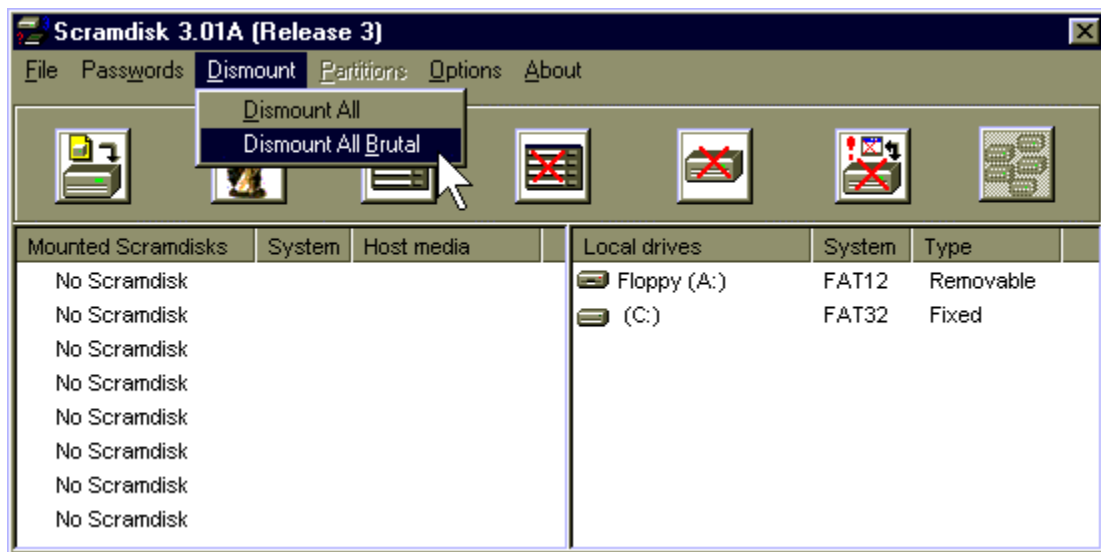 Scramdisk 3.01A (Release 3)
File Passwords Dismount Partitions Options About
Dismount All
Dismount All Brutal
Mounted Scramdisks System Host media Local drives System Type
No Scramdisk Floppy (A:) FAT12 Removable
No Scramdisk (C:) FAT32 Fixed
No Scramdisk
No Scramdisk
No Scramdisk
No Scramdisk
No Scramdisk
No Scramdisk